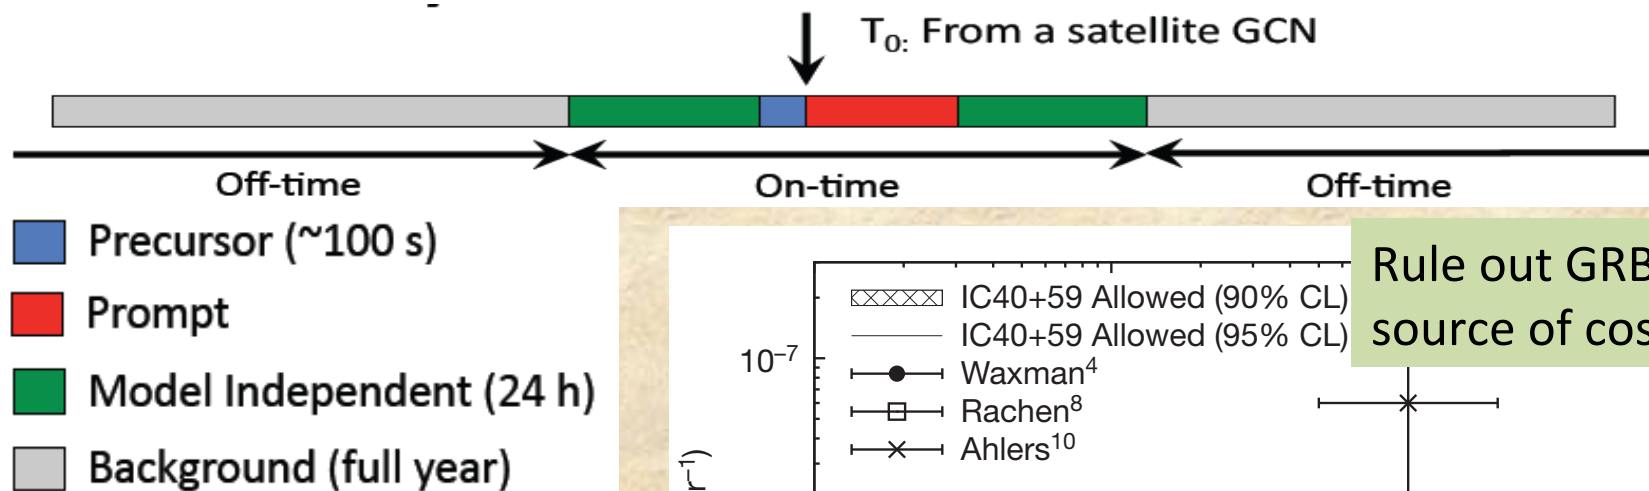 T0: From a satellite GCN
Off-time
On-time
Off-time
Precursor (~100 s)
Prompt
Model Independent (24 h)
Background (full year)
Rule out GRB
source of cos
IC40+59 Allowed (90% CL)
IC40+59 Allowed (95% CL)
10⁻⁷
Waxman⁴
Rachen⁸
Ahlers¹⁰
r⁻¹)